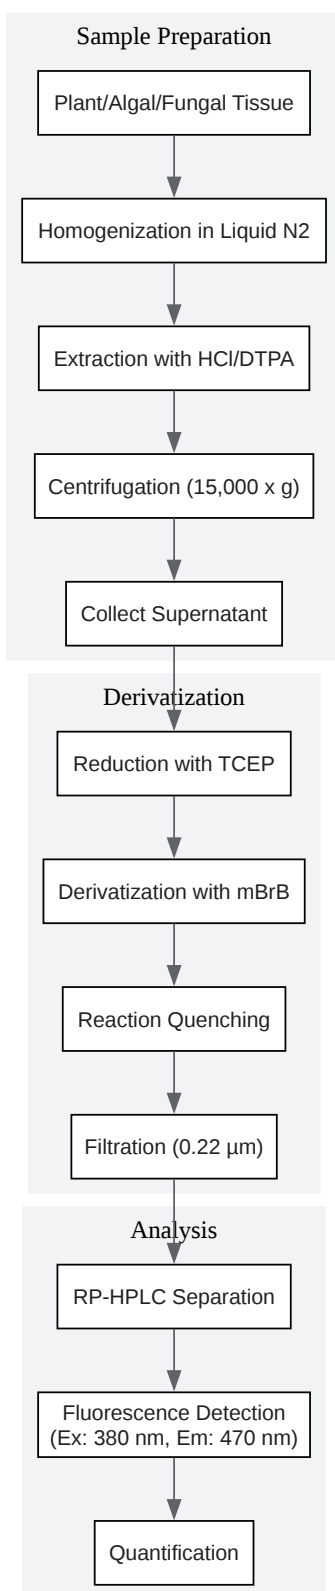 Sample Preparation
Plant/Algal/Fungal Tissue
Homogenization in Liquid N2
Extraction with HCl/DTPA
Centrifugation (15,000 x g)
Collect Supernatant
Derivatization
Reduction with TCEP
Derivatization with mBrB
Reaction Quenching
Filtration (0.22 µm)
Analysis
RP-HPLC Separation
Fluorescence Detection
(Ex: 380 nm, Em: 470 nm)
Quantification